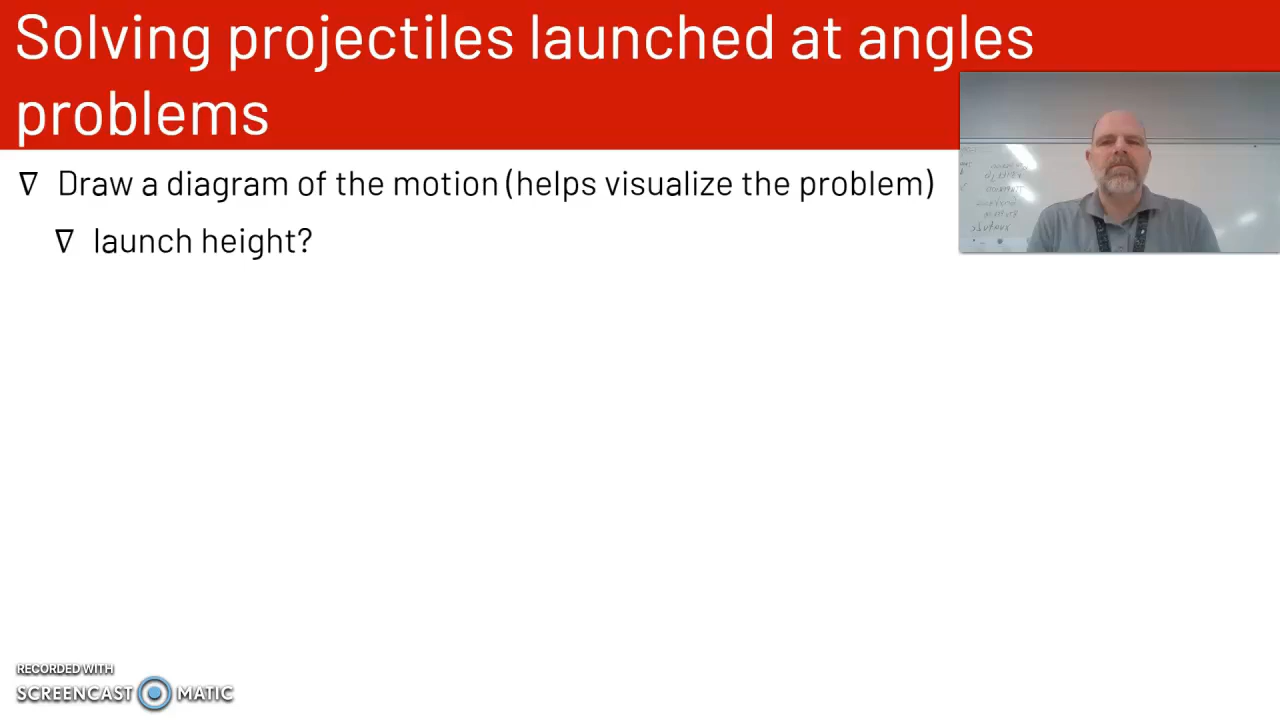 Solving projectiles launched at angles
problems
∇ Draw a diagram of the motion (helps visualize the problem)
∇ launch height?
RECORDED WITH
SCREENCAST MATIC